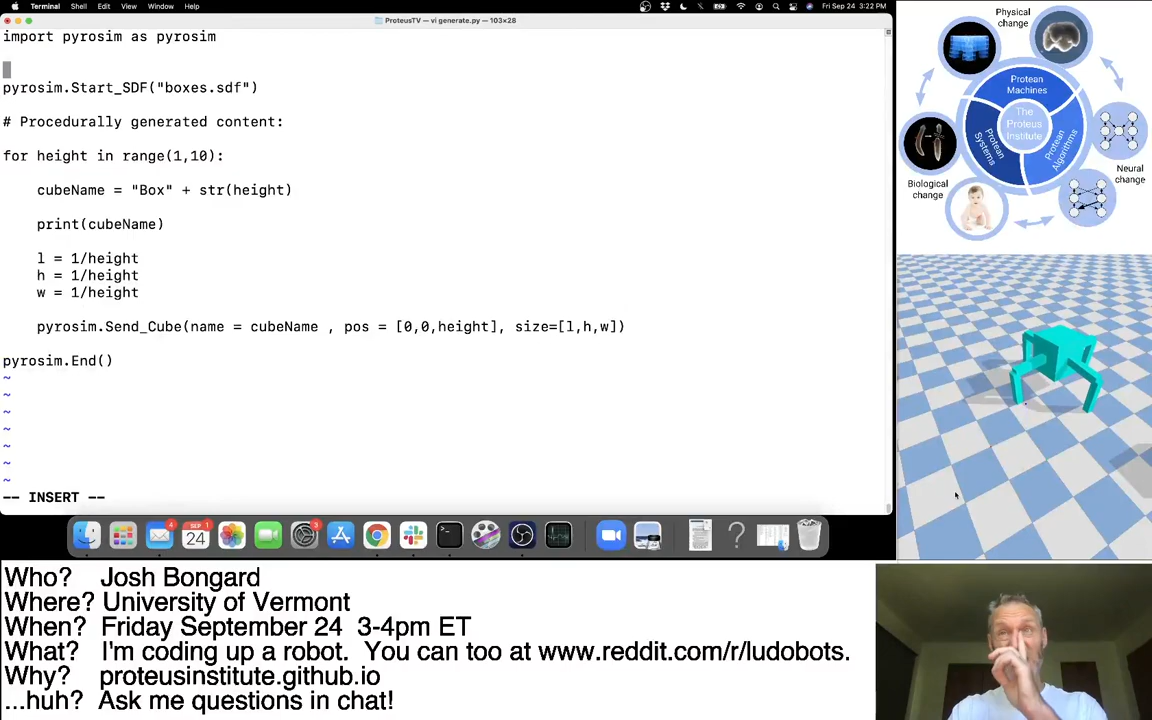 Terminal Shell Edit View Window Help
Fri Sep 24 3:22 PM
ProteusTV — vi generate.py — 103×28
import pyrosim as pyrosim
pyrosim.Start_SDF("boxes.sdf")
# Procedurally generated content:
for height in range(1,10):
cubeName = "Box" + str(height)
print(cubeName)
l = 1/height
h = 1/height
w = 1/height
pyrosim.Send_Cube(name = cubeName , pos = [0,0,height], size=[l,h,w])
pyrosim.End()
~
~
~
~
~
~
~
-- INSERT --
Physical
change
Protean
Machines
The
Proteus
Institute
Protean
Systems
Protean
Algorithms
Biological
change
Neural
change
4
SEP
24
1
3
Who? Josh Bongard
Where? University of Vermont
When? Friday September 24 3-4pm ET
What? I'm coding up a robot. You can too at www.reddit.com/r/ludobots.
Why? proteusinstitute.github.io
...huh? Ask me questions in chat!